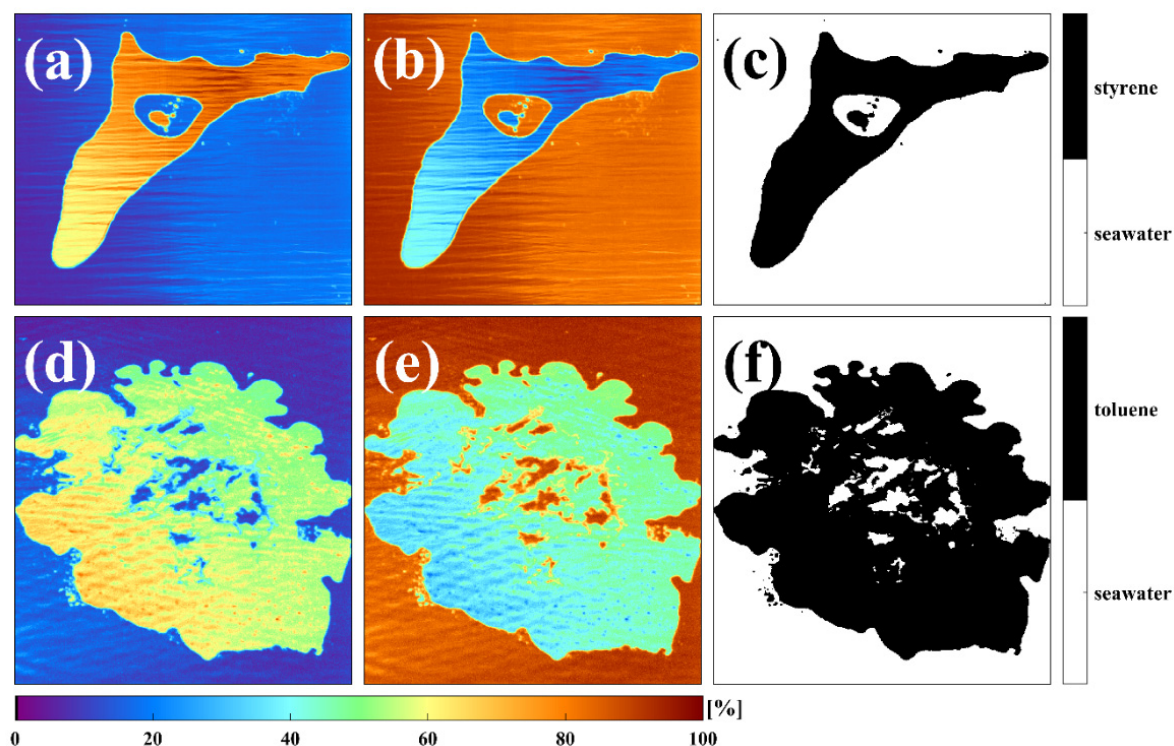 (a)
(b)
(c)
styrene
seawater
(d)
(e)
(f)
toluene
seawater
[%]
0 20 40 60 80 100